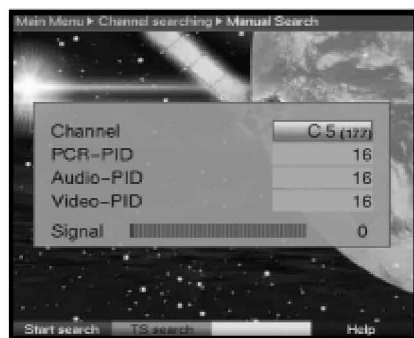 Main Menu ▸ Channel searching ▸ Manual Search
Channel C 5 (177)
PCR-PID 16
Audio-PID 16
Video-PID 16
Signal 0
Start search TS search Help